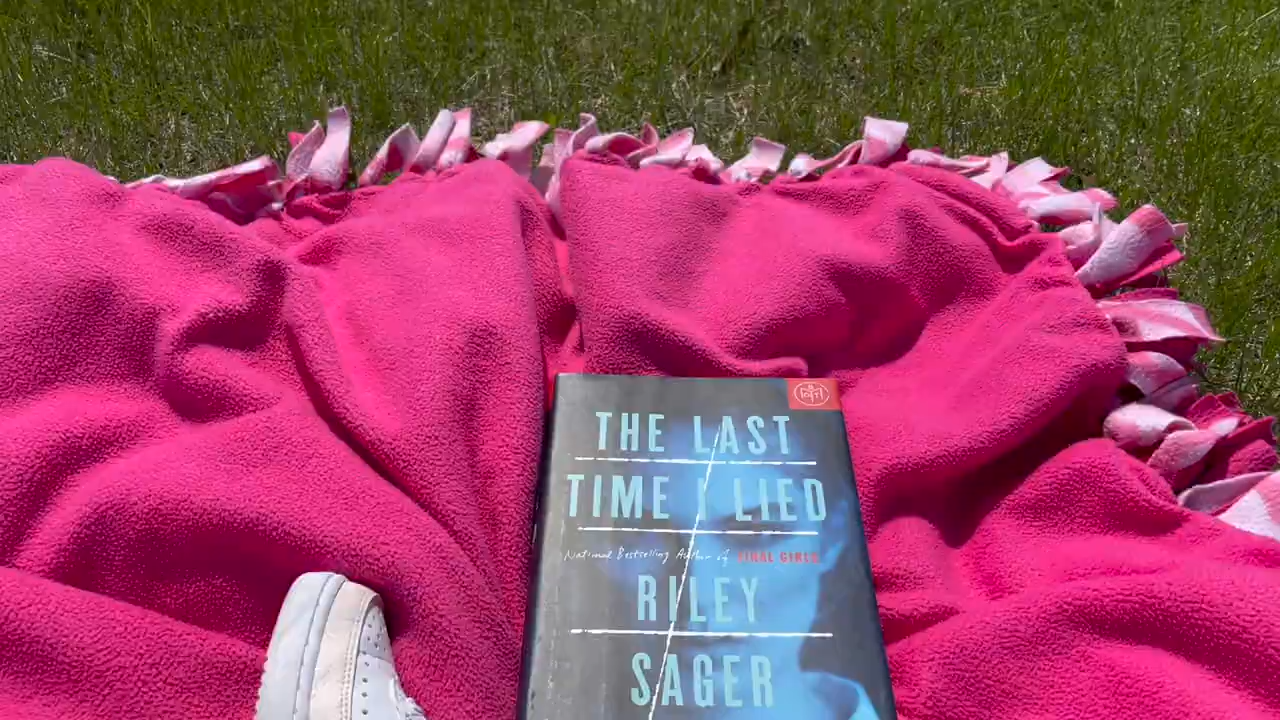 THE LAST
TIME I LIED
National Bestselling Author of FINAL GIRLS
RILEY
SAGER